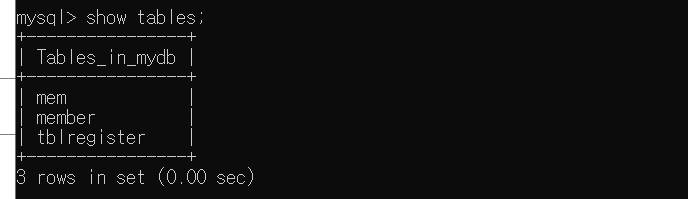 mysql> show tables;
+----------------+
| Tables_in_mydb |
+----------------+
| mem            |
| member         |
| tblregister    |
+----------------+
3 rows in set (0.00 sec)